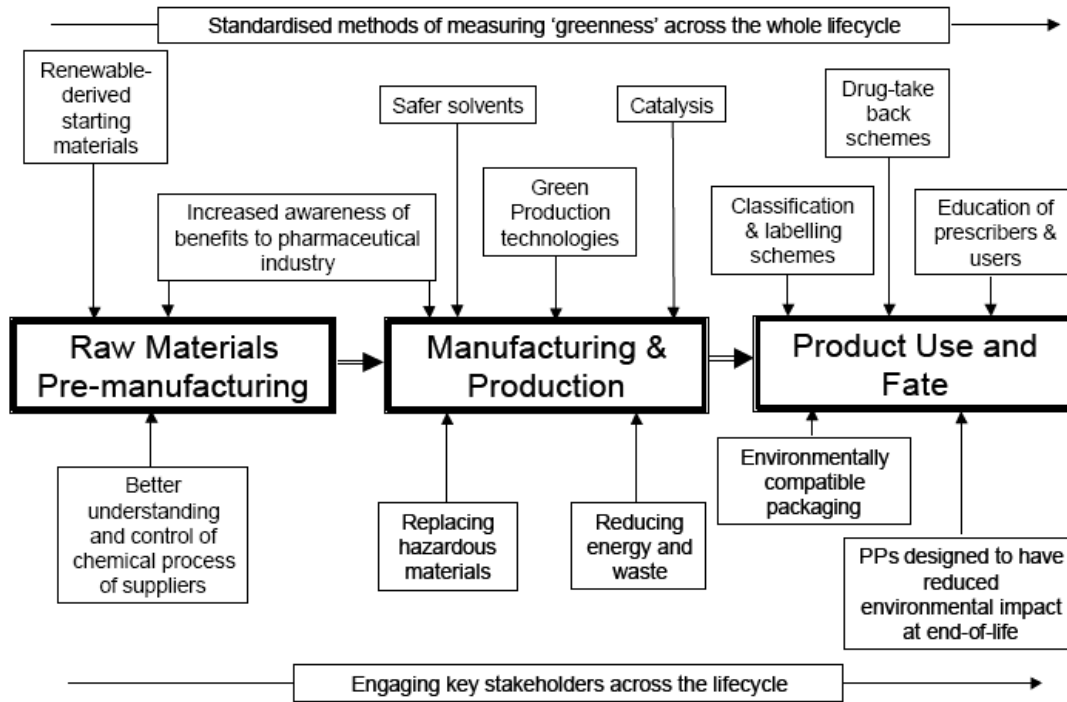 Standardised methods of measuring ‘greenness’ across the whole lifecycle
Renewable-
derived
starting
materials
Safer solvents
Catalysis
Drug-take
back
schemes
Increased awareness of
benefits to pharmaceutical
industry
Green
Production
technologies
Classification
& labelling
schemes
Education of
prescribers &
users
Raw Materials
Pre-manufacturing
Manufacturing &
Production
Product Use and
Fate
Better
understanding
and control of
chemical process
of suppliers
Replacing
hazardous
materials
Reducing
energy and
waste
Environmentally
compatible
packaging
PPs designed to have
reduced
environmental impact
at end-of-life
Engaging key stakeholders across the lifecycle